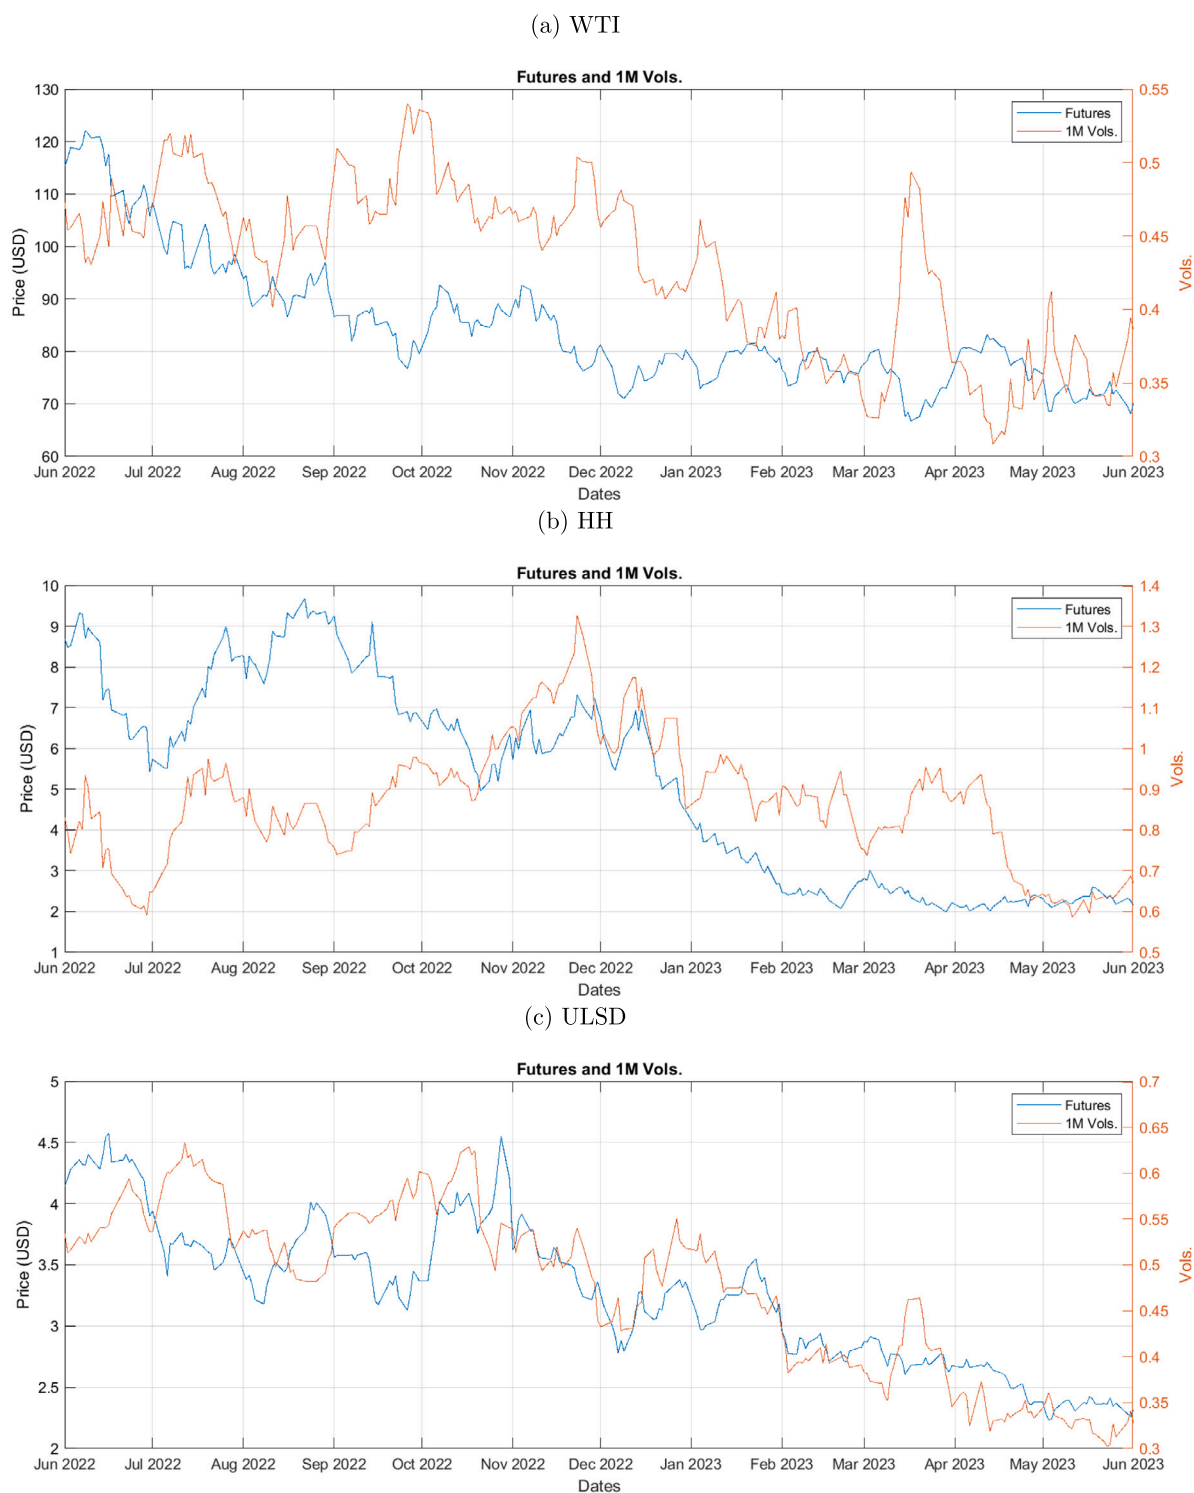 (a) WTI
Futures and 1M Vols.
Futures
1M Vols.
Price (USD)
130
120
110
100
90
80
70
60
0.55
0.5
0.45
0.4
0.35
0.3
Vols.
Jun 2022 Jul 2022 Aug 2022 Sep 2022 Oct 2022 Nov 2022 Dec 2022 Jan 2023 Feb 2023 Mar 2023 Apr 2023 May 2023 Jun 2023
Dates
(b) HH
Futures and 1M Vols.
Futures
1M Vols.
Price (USD)
10
9
8
7
6
5
4
3
2
1
1.4
1.3
1.2
1.1
1
0.9
0.8
0.7
0.6
0.5
Vols.
Jun 2022 Jul 2022 Aug 2022 Sep 2022 Oct 2022 Nov 2022 Dec 2022 Jan 2023 Feb 2023 Mar 2023 Apr 2023 May 2023 Jun 2023
Dates
(c) ULSD
Futures and 1M Vols.
Futures
1M Vols.
Price (USD)
5
4.5
4
3.5
3
2.5
2
0.7
0.65
0.6
0.55
0.5
0.45
0.4
0.35
0.3
Vols.
Jun 2022 Jul 2022 Aug 2022 Sep 2022 Oct 2022 Nov 2022 Dec 2022 Jan 2023 Feb 2023 Mar 2023 Apr 2023 May 2023 Jun 2023
Dates